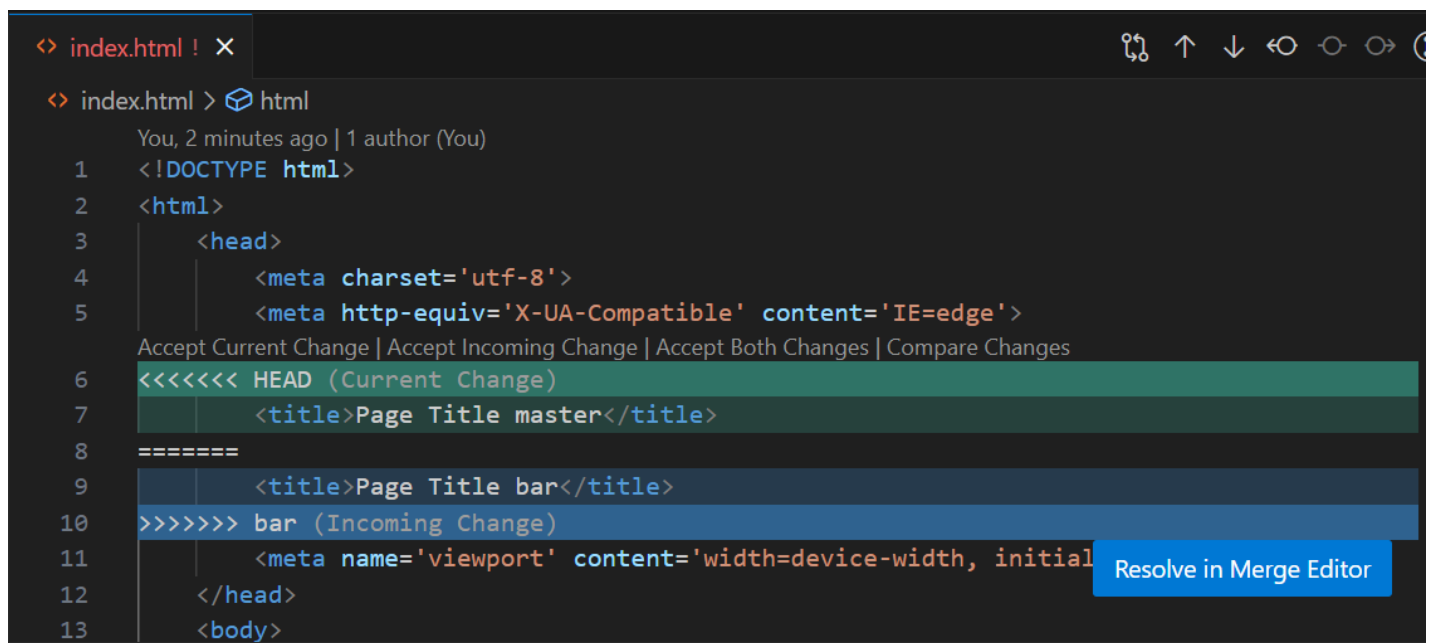 index.html !
index.html > html
You, 2 minutes ago | 1 author (You)
1 <!DOCTYPE html>
2 <html>
3 <head>
4 <meta charset='utf-8'>
5 <meta http-equiv='X-UA-Compatible' content='IE=edge'>
Accept Current Change | Accept Incoming Change | Accept Both Changes | Compare Changes
6 <<<<<<< HEAD (Current Change)
7 <title>Page Title master</title>
8 =======
9 <title>Page Title bar</title>
10 >>>>>>> bar (Incoming Change)
11 <meta name='viewport' content='width=device-width, initial
Resolve in Merge Editor
12 </head>
13 <body>